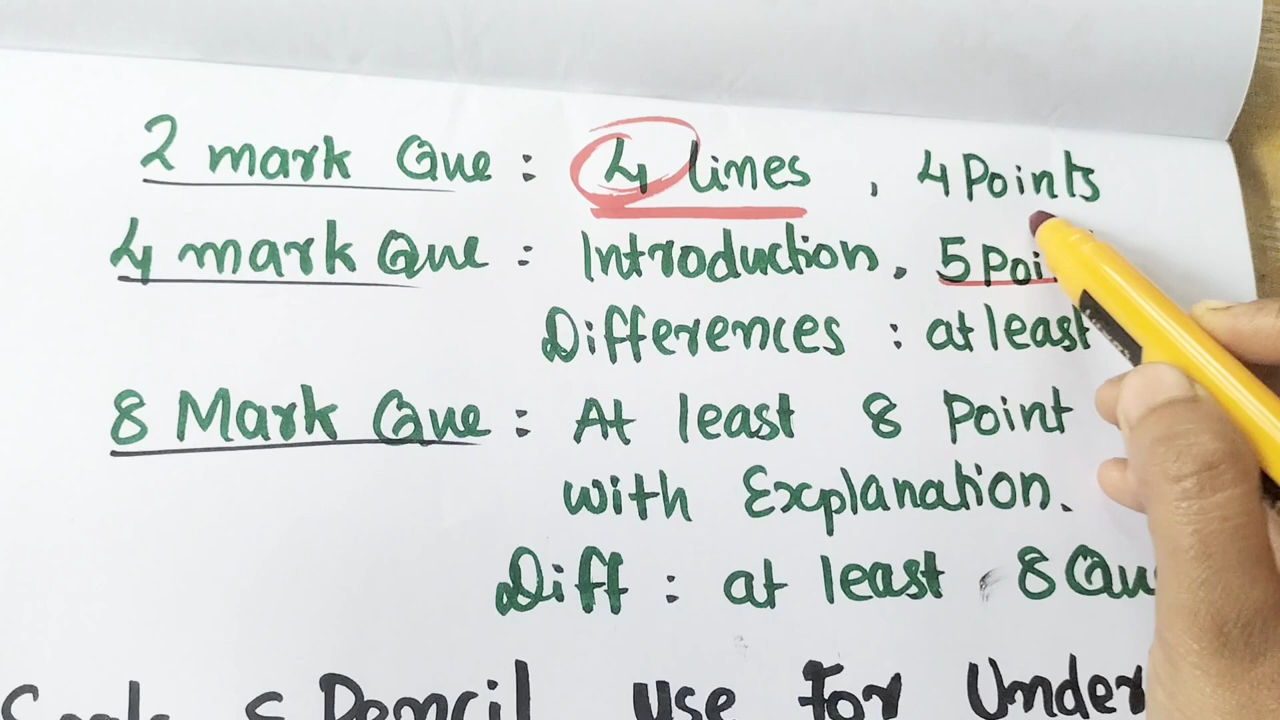 2 mark Que : 4 lines , 4 Points
4 mark Que : Introduction, 5 Poi
Differences : at least
8 Mark Que : At least 8 Point
with Explanation.
Diff : at least 8 Que
& Pencil use for Under